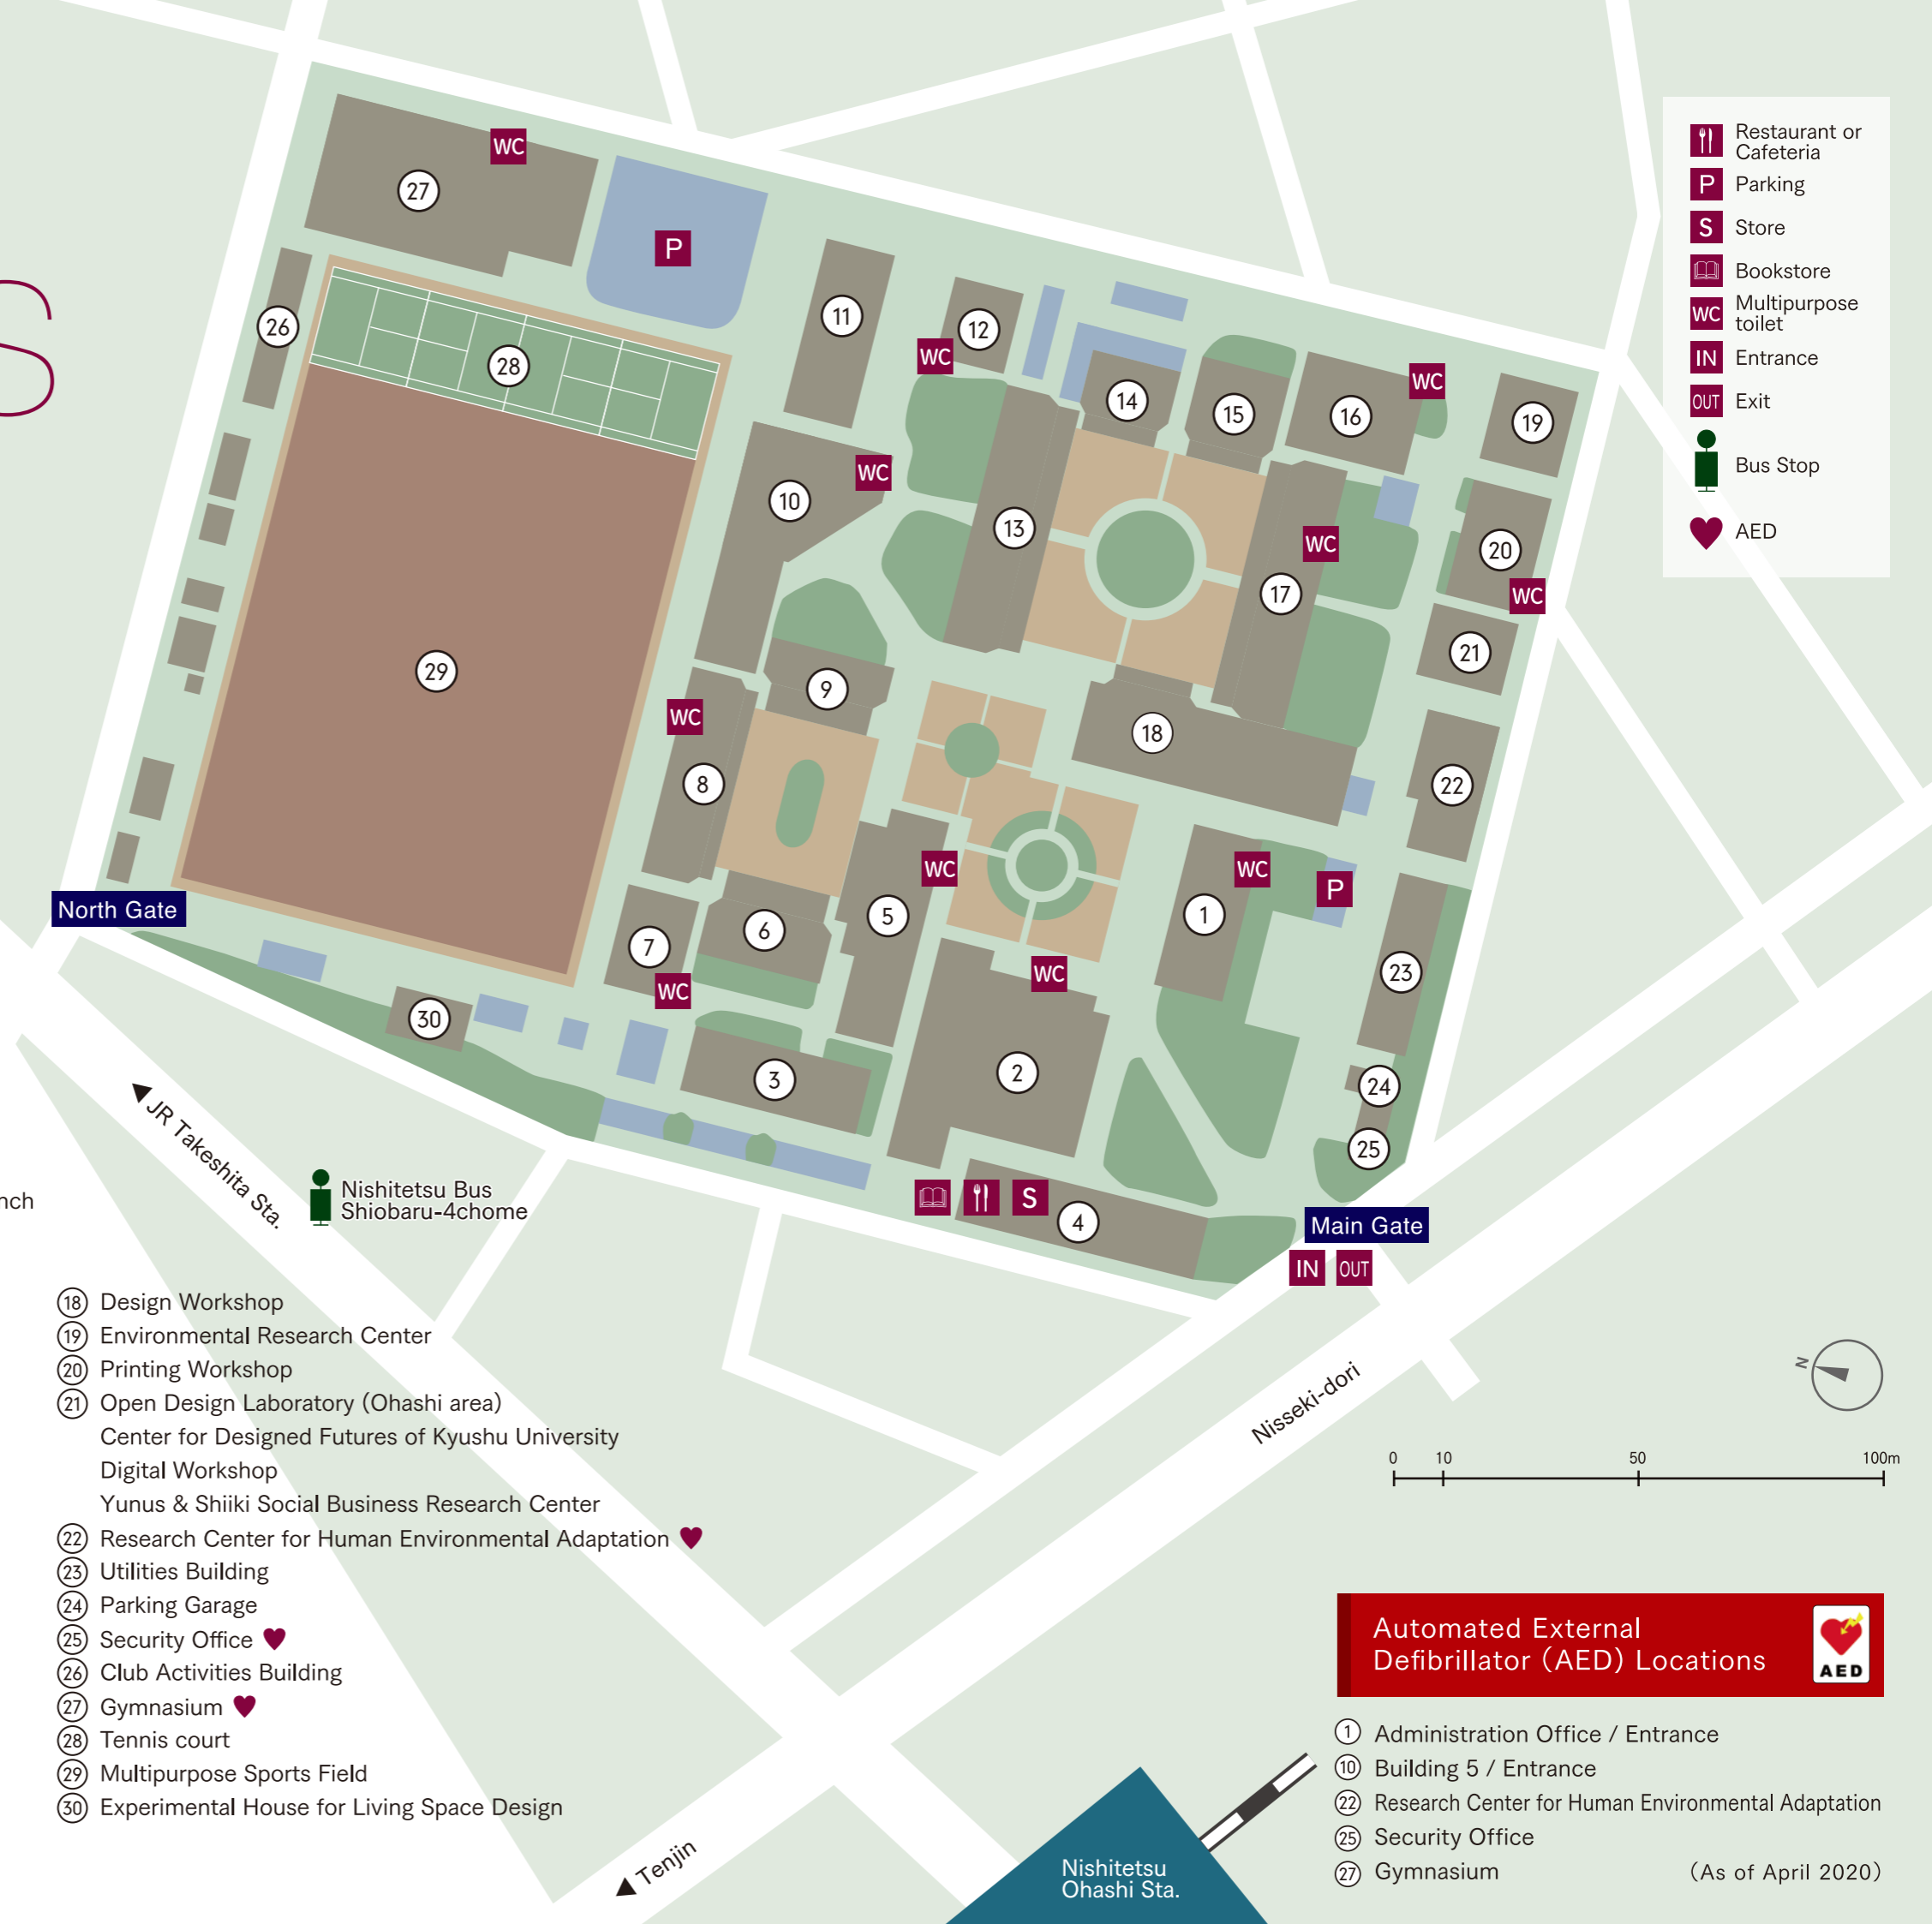 S
WC
27
P
26
28
11
12
WC
14
15
16
WC
19
10
WC
13
WC
17
20
WC
21
29
9
WC
8
18
22
WC
5
WC
1
P
North Gate
7
6
WC
WC
23
30
3
2
24
25
S
4
Main Gate
IN
OUT
Restaurant or
Cafeteria
P Parking
S Store
Bookstore
WC Multipurpose
toilet
IN Entrance
OUT Exit
Bus Stop
AED
JR Takeshita Sta.
Nishitetsu Bus
Shiobaru-4chome
nch
18 Design Workshop
19 Environmental Research Center
20 Printing Workshop
21 Open Design Laboratory (Ohashi area)
Center for Designed Futures of Kyushu University
Digital Workshop
Yunus & Shiiki Social Business Research Center
22 Research Center for Human Environmental Adaptation
23 Utilities Building
24 Parking Garage
25 Security Office
26 Club Activities Building
27 Gymnasium
28 Tennis court
29 Multipurpose Sports Field
30 Experimental House for Living Space Design
Nisseki-dori
N
0 10 50 100m
Tenjin
Nishitetsu
Ohashi Sta.
Automated External
Defibrillator (AED) Locations
AED
1 Administration Office / Entrance
10 Building 5 / Entrance
22 Research Center for Human Environmental Adaptation
25 Security Office
27 Gymnasium (As of April 2020)